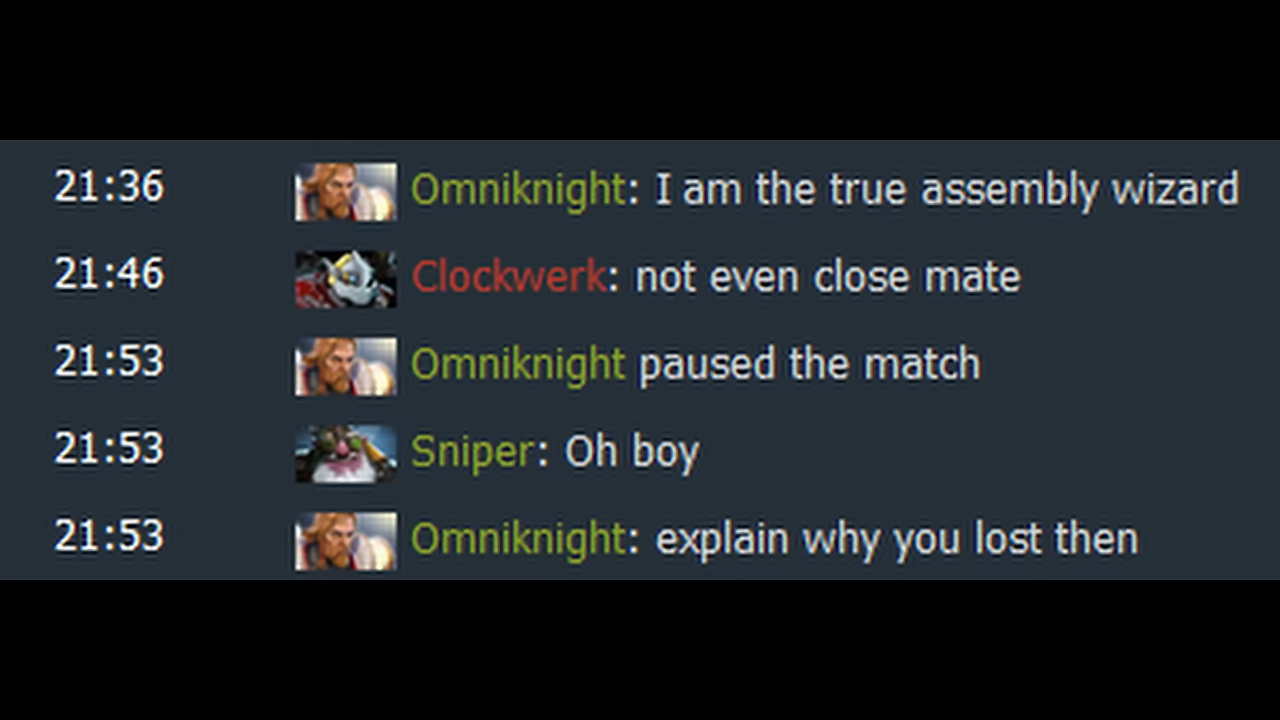 21:36 Omniknight: I am the true assembly wizard
21:46 Clockwerk: not even close mate
21:53 Omniknight paused the match
21:53 Sniper: Oh boy
21:53 Omniknight: explain why you lost then